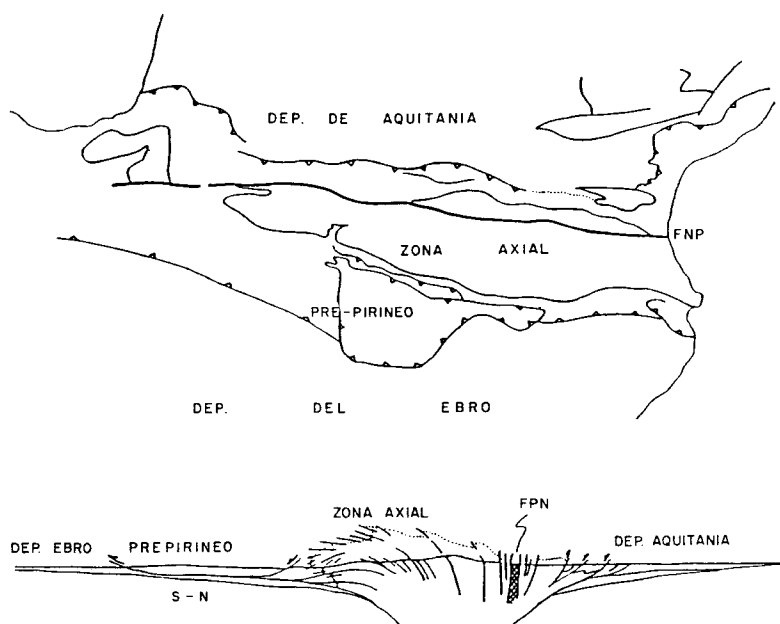 DEP. DE AQUITANIA
FNP
ZONA AXIAL
PRE-PIRINEO
DEP. DEL EBRO
ZONA AXIAL
FPN
DEP. EBRO PREPIRINEO
DEP. AQUITANIA
S-N